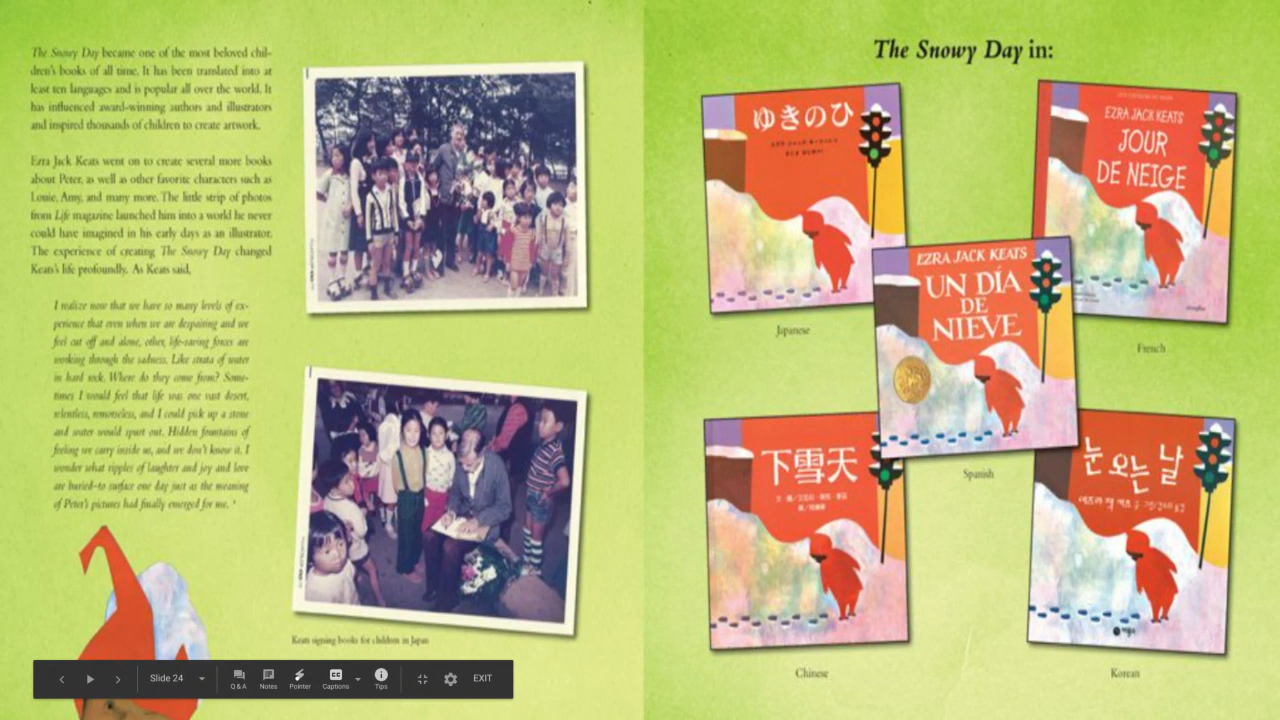 The Snowy Day became one of the most beloved chil-
dren's books of all time. It has been translated into at
least ten languages and is popular all over the world. It
has influenced award-winning authors and illustrators
and inspired thousands of children to create artwork.
Ezra Jack Keats went on to create several more books
about Peter, as well as other favorite characters such as
Louie, Amy, and many more. The little strip of photos
from Life magazine launched him into a world he never
could have imagined in his early days as an illustrator.
The experience of creating The Snowy Day changed
Keats's life profoundly. As Keats said,
I realize now that we have so many levels of ex-
perience that even when we are despairing and we
feel cut off and alone, other, life-saving forces are
working through the sadness. Like strata of water
in hard rock. Where do they come from? Some-
times I would feel that life was one vast desert,
relentless, remorseless, and I could pick up a stone
and water would spurt out. Hidden fountains of
feeling we carry inside us, and we don't know it. I
wonder what ripples of laughter and joy and love
are buried—to surface one day just as the meaning
of Peter's pictures had finally emerged for me.
Keats signing books for children in Japan
The Snowy Day in:
ゆきのひ
Japanese
EZRA JACK KEATS
JOUR
DE NEIGE
French
EZRA JACK KEATS
UN DÍA
DE
NIEVE
Spanish
下雪天
Chinese
눈 오는 날
Korean
Slide 24
Q & A
Notes
Pointer
CC
Captions
Tips
EXIT